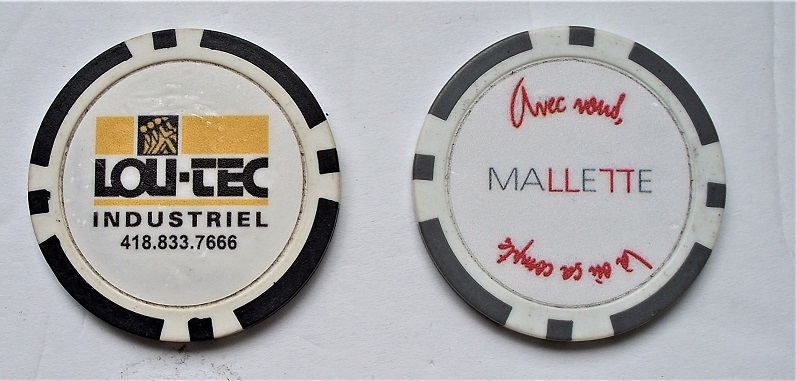 LOU-TEC
INDUSTRIEL
418.833.7666
Avec vous,
MALLETTE
Là où ça compte